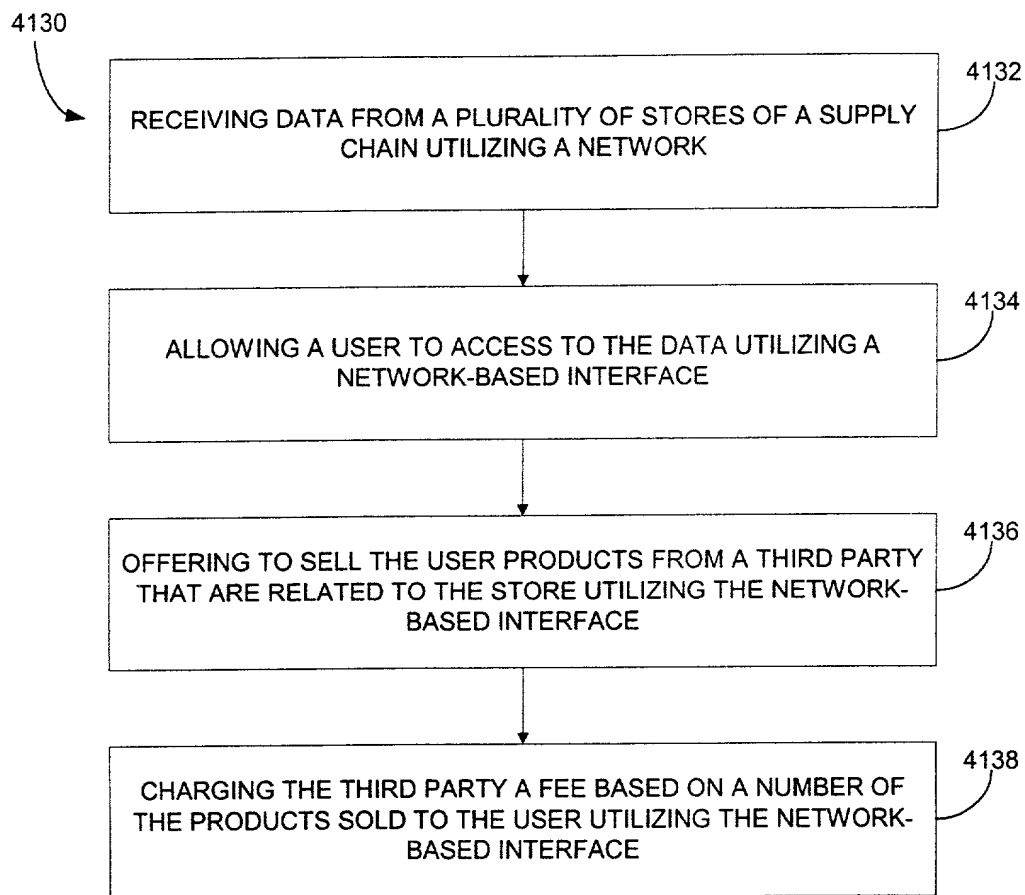 4130
4132
RECEIVING DATA FROM A PLURALITY OF STORES OF A SUPPLY
CHAIN UTILIZING A NETWORK
4134
ALLOWING A USER TO ACCESS TO THE DATA UTILIZING A
NETWORK-BASED INTERFACE
4136
OFFERING TO SELL THE USER PRODUCTS FROM A THIRD PARTY
THAT ARE RELATED TO THE STORE UTILIZING THE NETWORK-
BASED INTERFACE
4138
CHARGING THE THIRD PARTY A FEE BASED ON A NUMBER OF
THE PRODUCTS SOLD TO THE USER UTILIZING THE NETWORK-
BASED INTERFACE